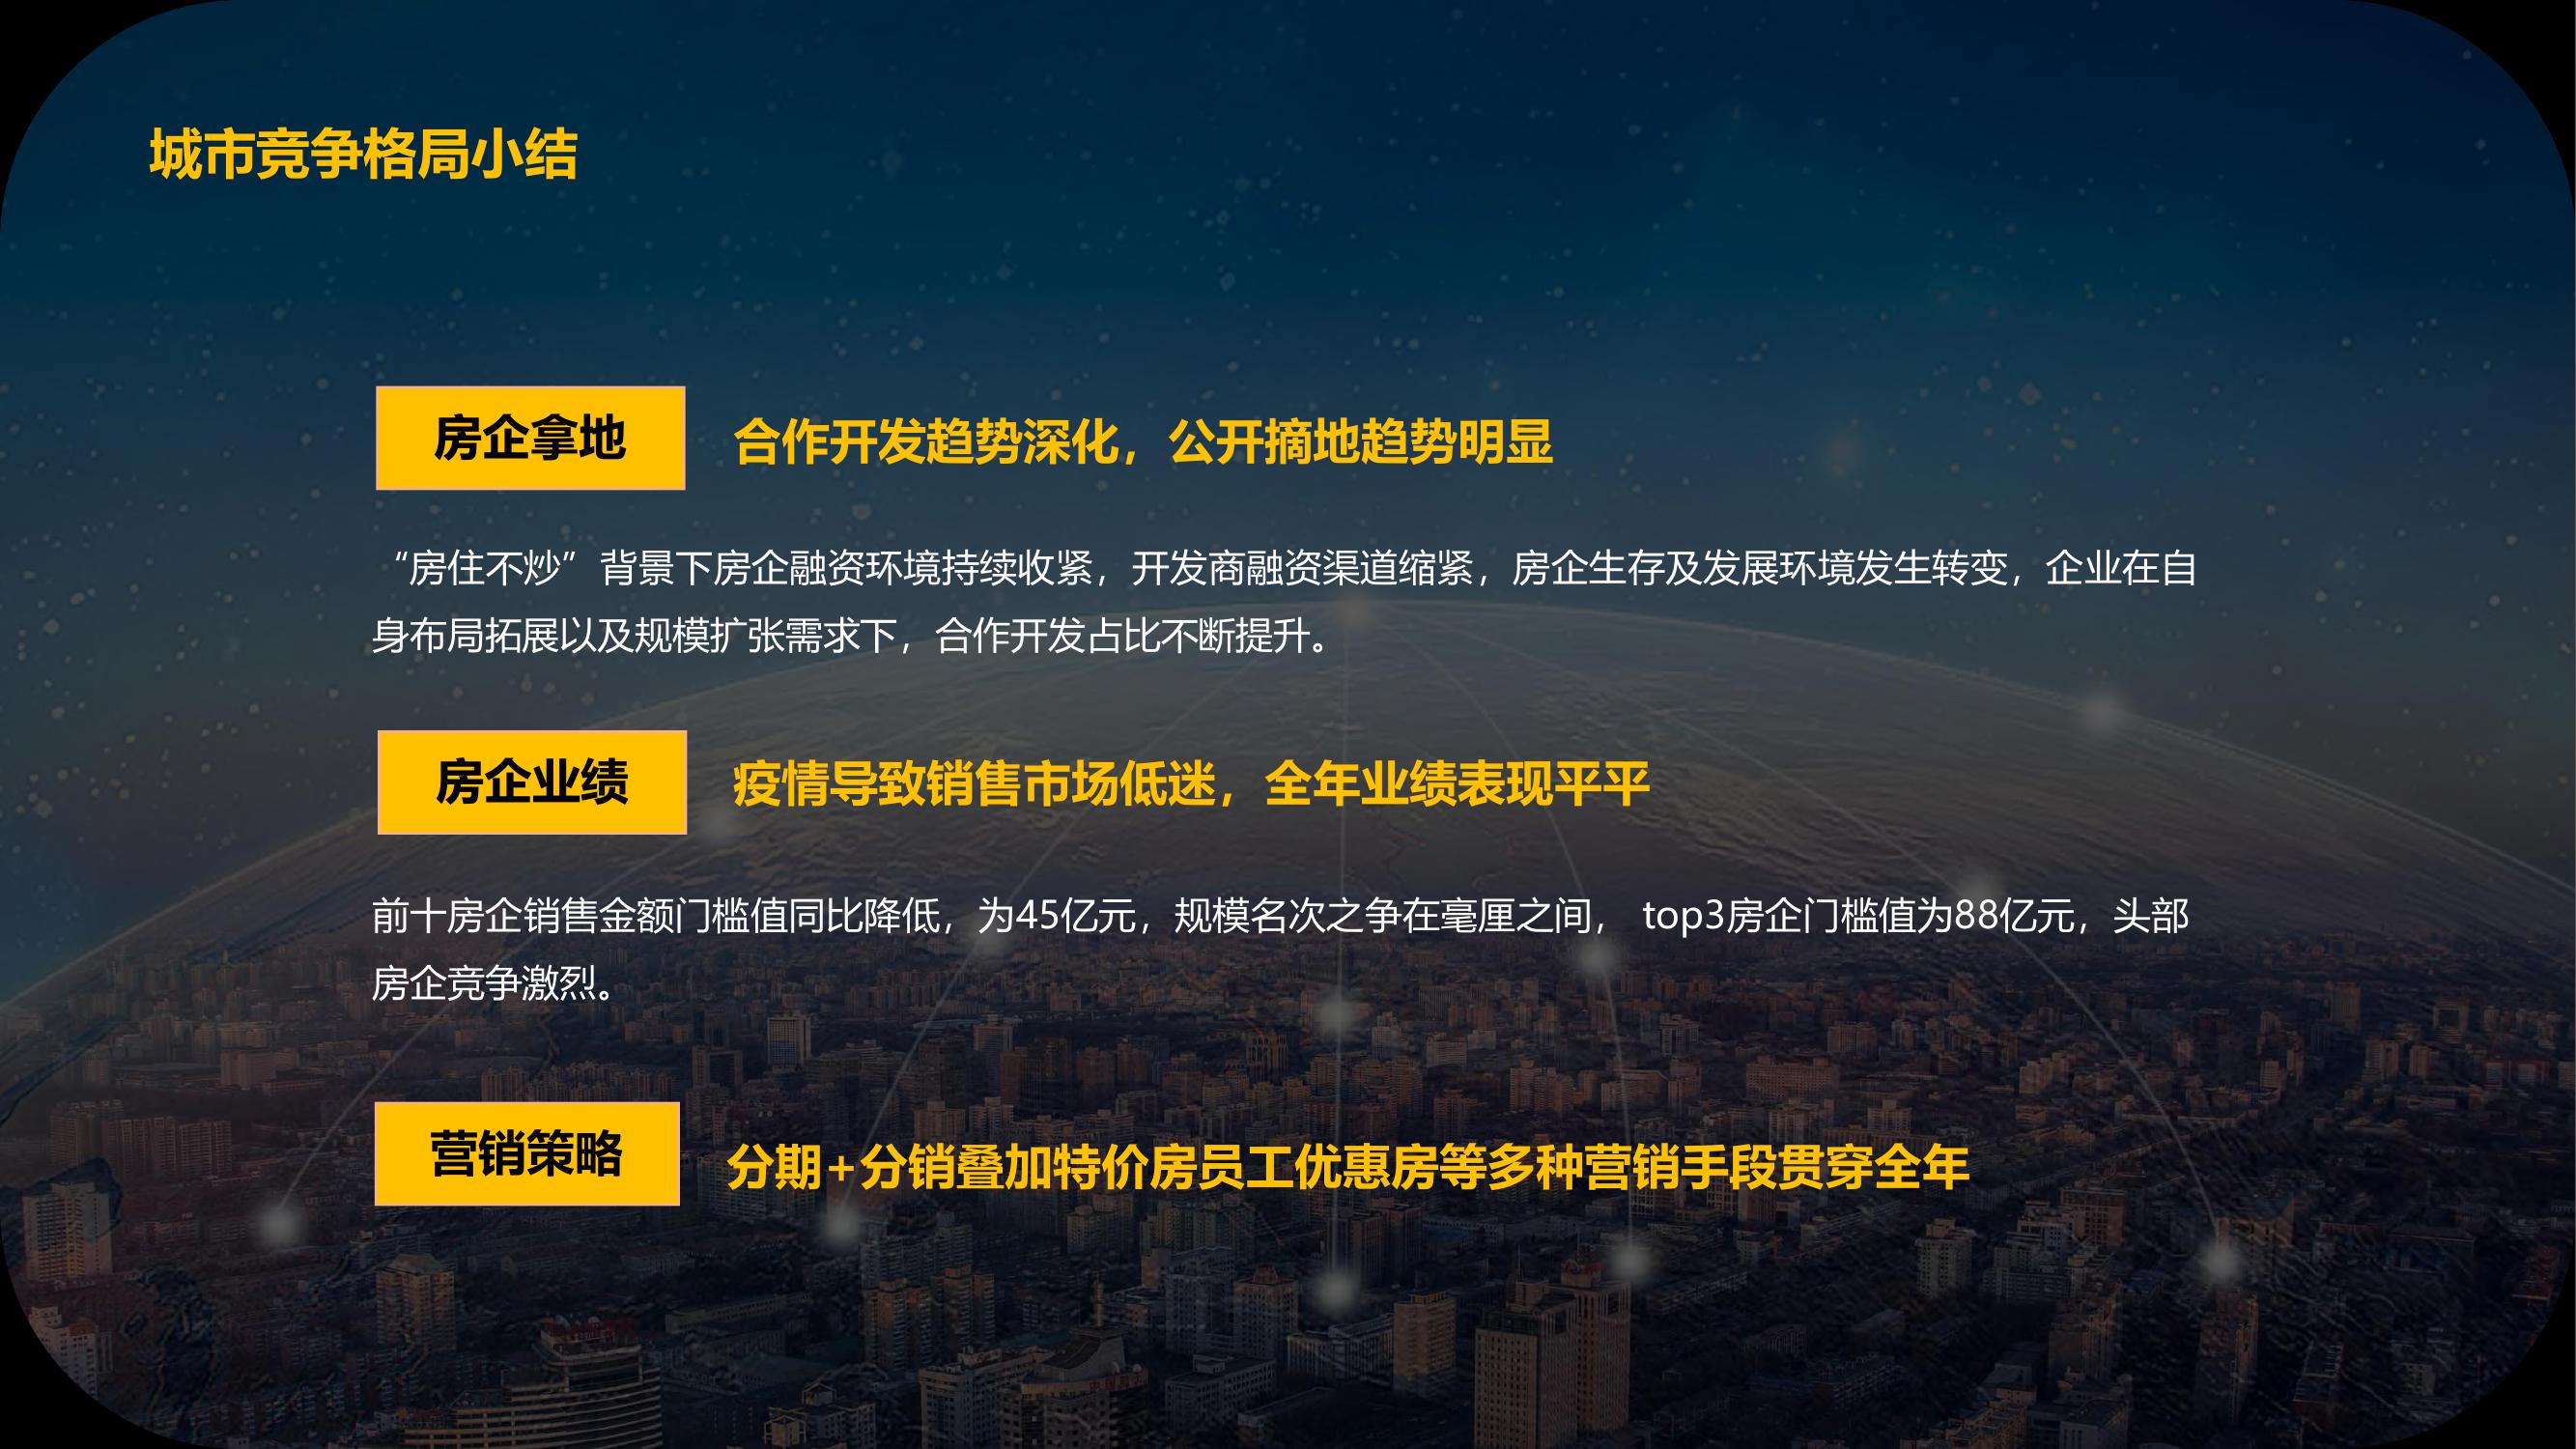 城市竞争格局小结
房企拿地
合作开发趋势深化，公开摘地趋势明显
“房住不炒”背景下房企融资环境持续收紧，开发商融资渠道缩紧，房企生存及发展环境发生转变，企业在自
身布局拓展以及规模扩张需求下，合作开发占比不断提升。
房企业绩
疫情导致销售市场低迷，全年业绩表现平平
前十房企销售金额门槛值同比降低，为45亿元，规模名次之争在毫厘之间， top3房企门槛值为88亿元，头部
房企竞争激烈。
营销策略
分期+分销叠加特价房员工优惠房等多种营销手段贯穿全年